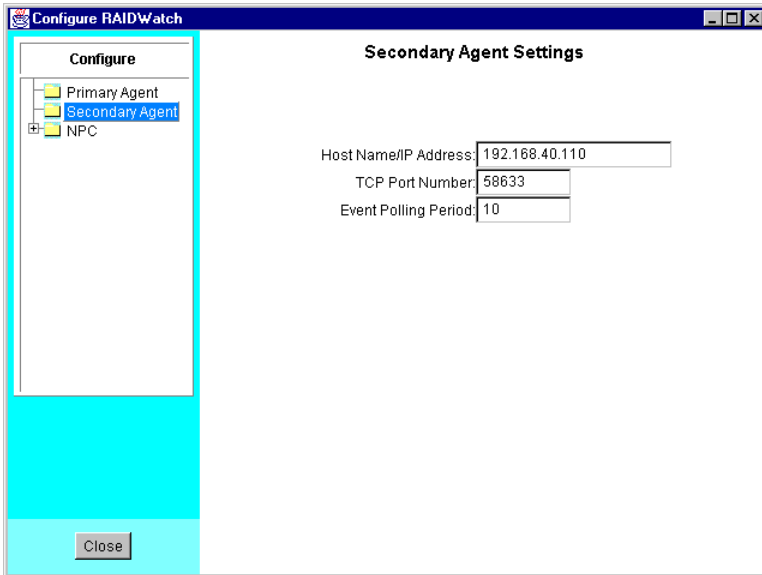 Configure RAIDWatch
Configure
Primary Agent
Secondary Agent
NPC
Close
Secondary Agent Settings
Host Name/IP Address: 192.168.40.110
TCP Port Number: 58633
Event Polling Period: 10